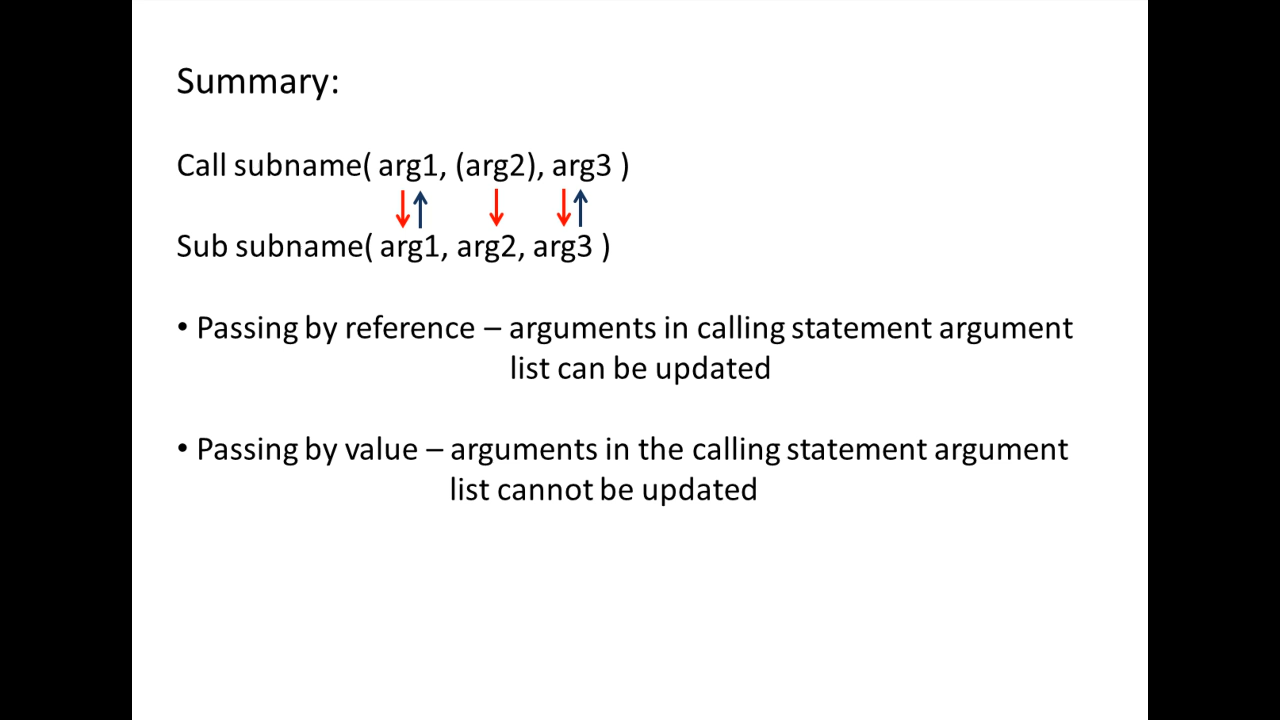 Summary:
Call subname( arg1, (arg2), arg3 )
Sub subname( arg1, arg2, arg3 )
• Passing by reference – arguments in calling statement argument
list can be updated
• Passing by value – arguments in the calling statement argument
list cannot be updated